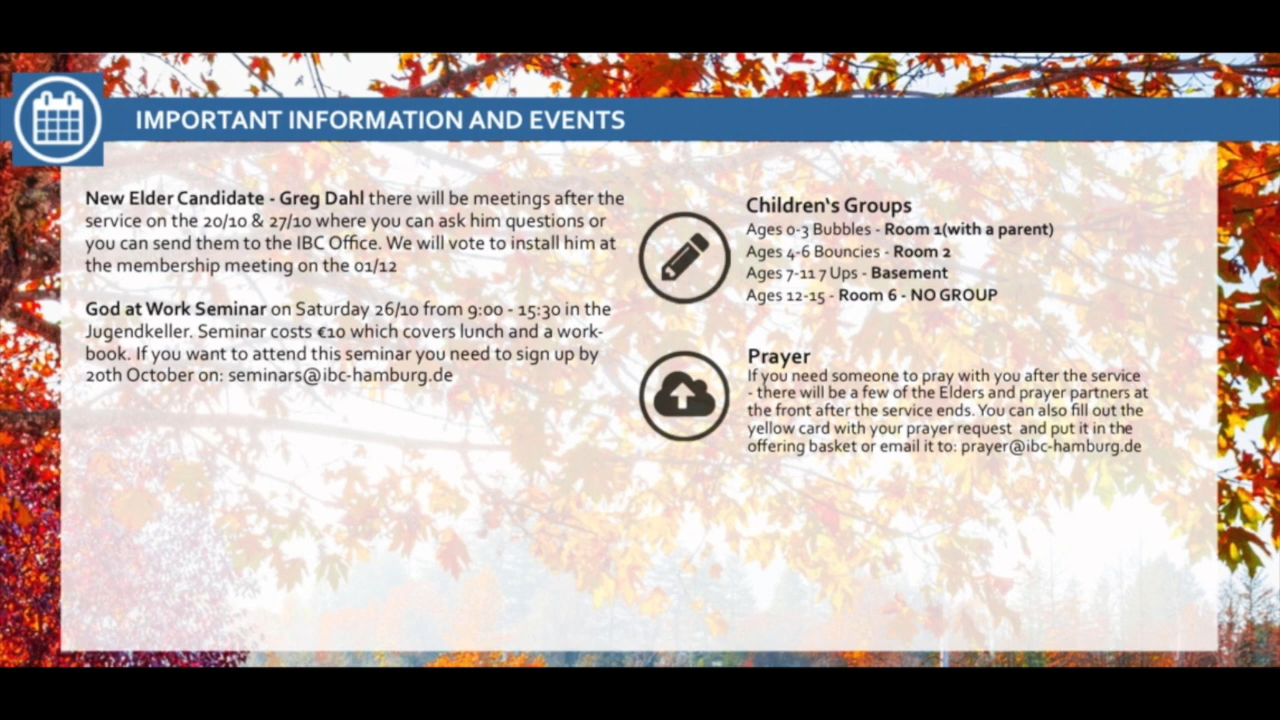 IMPORTANT INFORMATION AND EVENTS
New Elder Candidate - Greg Dahl there will be meetings after the
service on the 20/10 & 27/10 where you can ask him questions or
you can send them to the IBC Office. We will vote to install him at
the membership meeting on the 01/12
God at Work Seminar on Saturday 26/10 from 9:00 - 15:30 in the
Jugendkeller. Seminar costs €10 which covers lunch and a work-
book. If you want to attend this seminar you need to sign up by
20th October on: seminars@ibc-hamburg.de
Children‘s Groups
Ages 0-3 Bubbles - Room 1(with a parent)
Ages 4-6 Bouncies - Room 2
Ages 7-11 7 Ups - Basement
Ages 12-15 - Room 6 - NO GROUP
Prayer
If you need someone to pray with you after the service
- there will be a few of the Elders and prayer partners at
the front after the service ends. You can also fill out the
yellow card with your prayer request  and put it in the
offering basket or email it to: prayer@ibc-hamburg.de